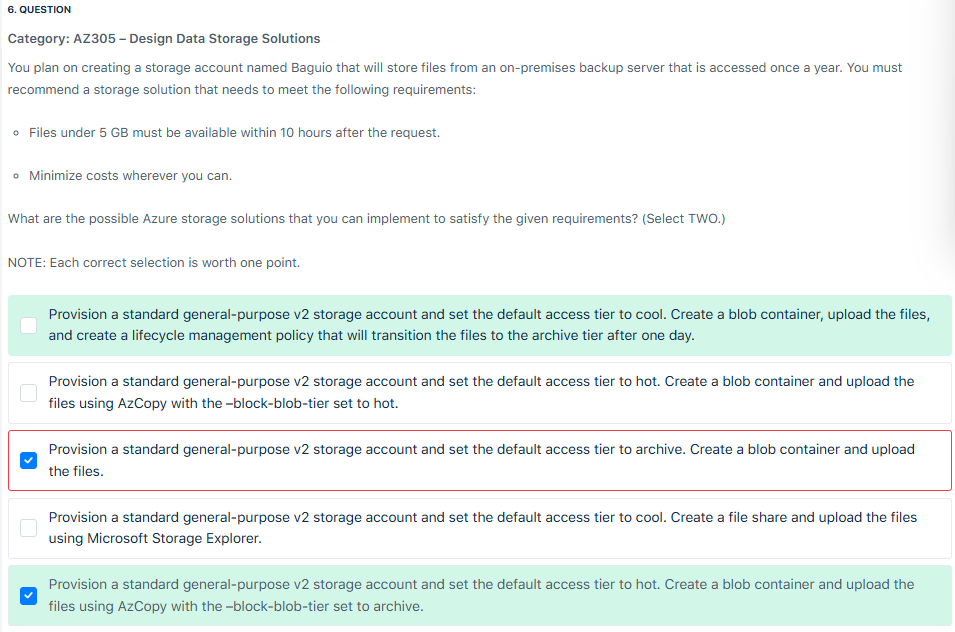 6. QUESTION
Category: AZ305 – Design Data Storage Solutions
You plan on creating a storage account named Baguio that will store files from an on-premises backup server that is accessed once a year. You must
recommend a storage solution that needs to meet the following requirements:
Files under 5 GB must be available within 10 hours after the request.
Minimize costs wherever you can.
What are the possible Azure storage solutions that you can implement to satisfy the given requirements? (Select TWO.)
NOTE: Each correct selection is worth one point.
Provision a standard general-purpose v2 storage account and set the default access tier to cool. Create a blob container, upload the files,
and create a lifecycle management policy that will transition the files to the archive tier after one day.
Provision a standard general-purpose v2 storage account and set the default access tier to hot. Create a blob container and upload the
files using AzCopy with the –block-blob-tier set to hot.
Provision a standard general-purpose v2 storage account and set the default access tier to archive. Create a blob container and upload
the files.
Provision a standard general-purpose v2 storage account and set the default access tier to cool. Create a file share and upload the files
using Microsoft Storage Explorer.
Provision a standard general-purpose v2 storage account and set the default access tier to hot. Create a blob container and upload the
files using AzCopy with the –block-blob-tier set to archive.